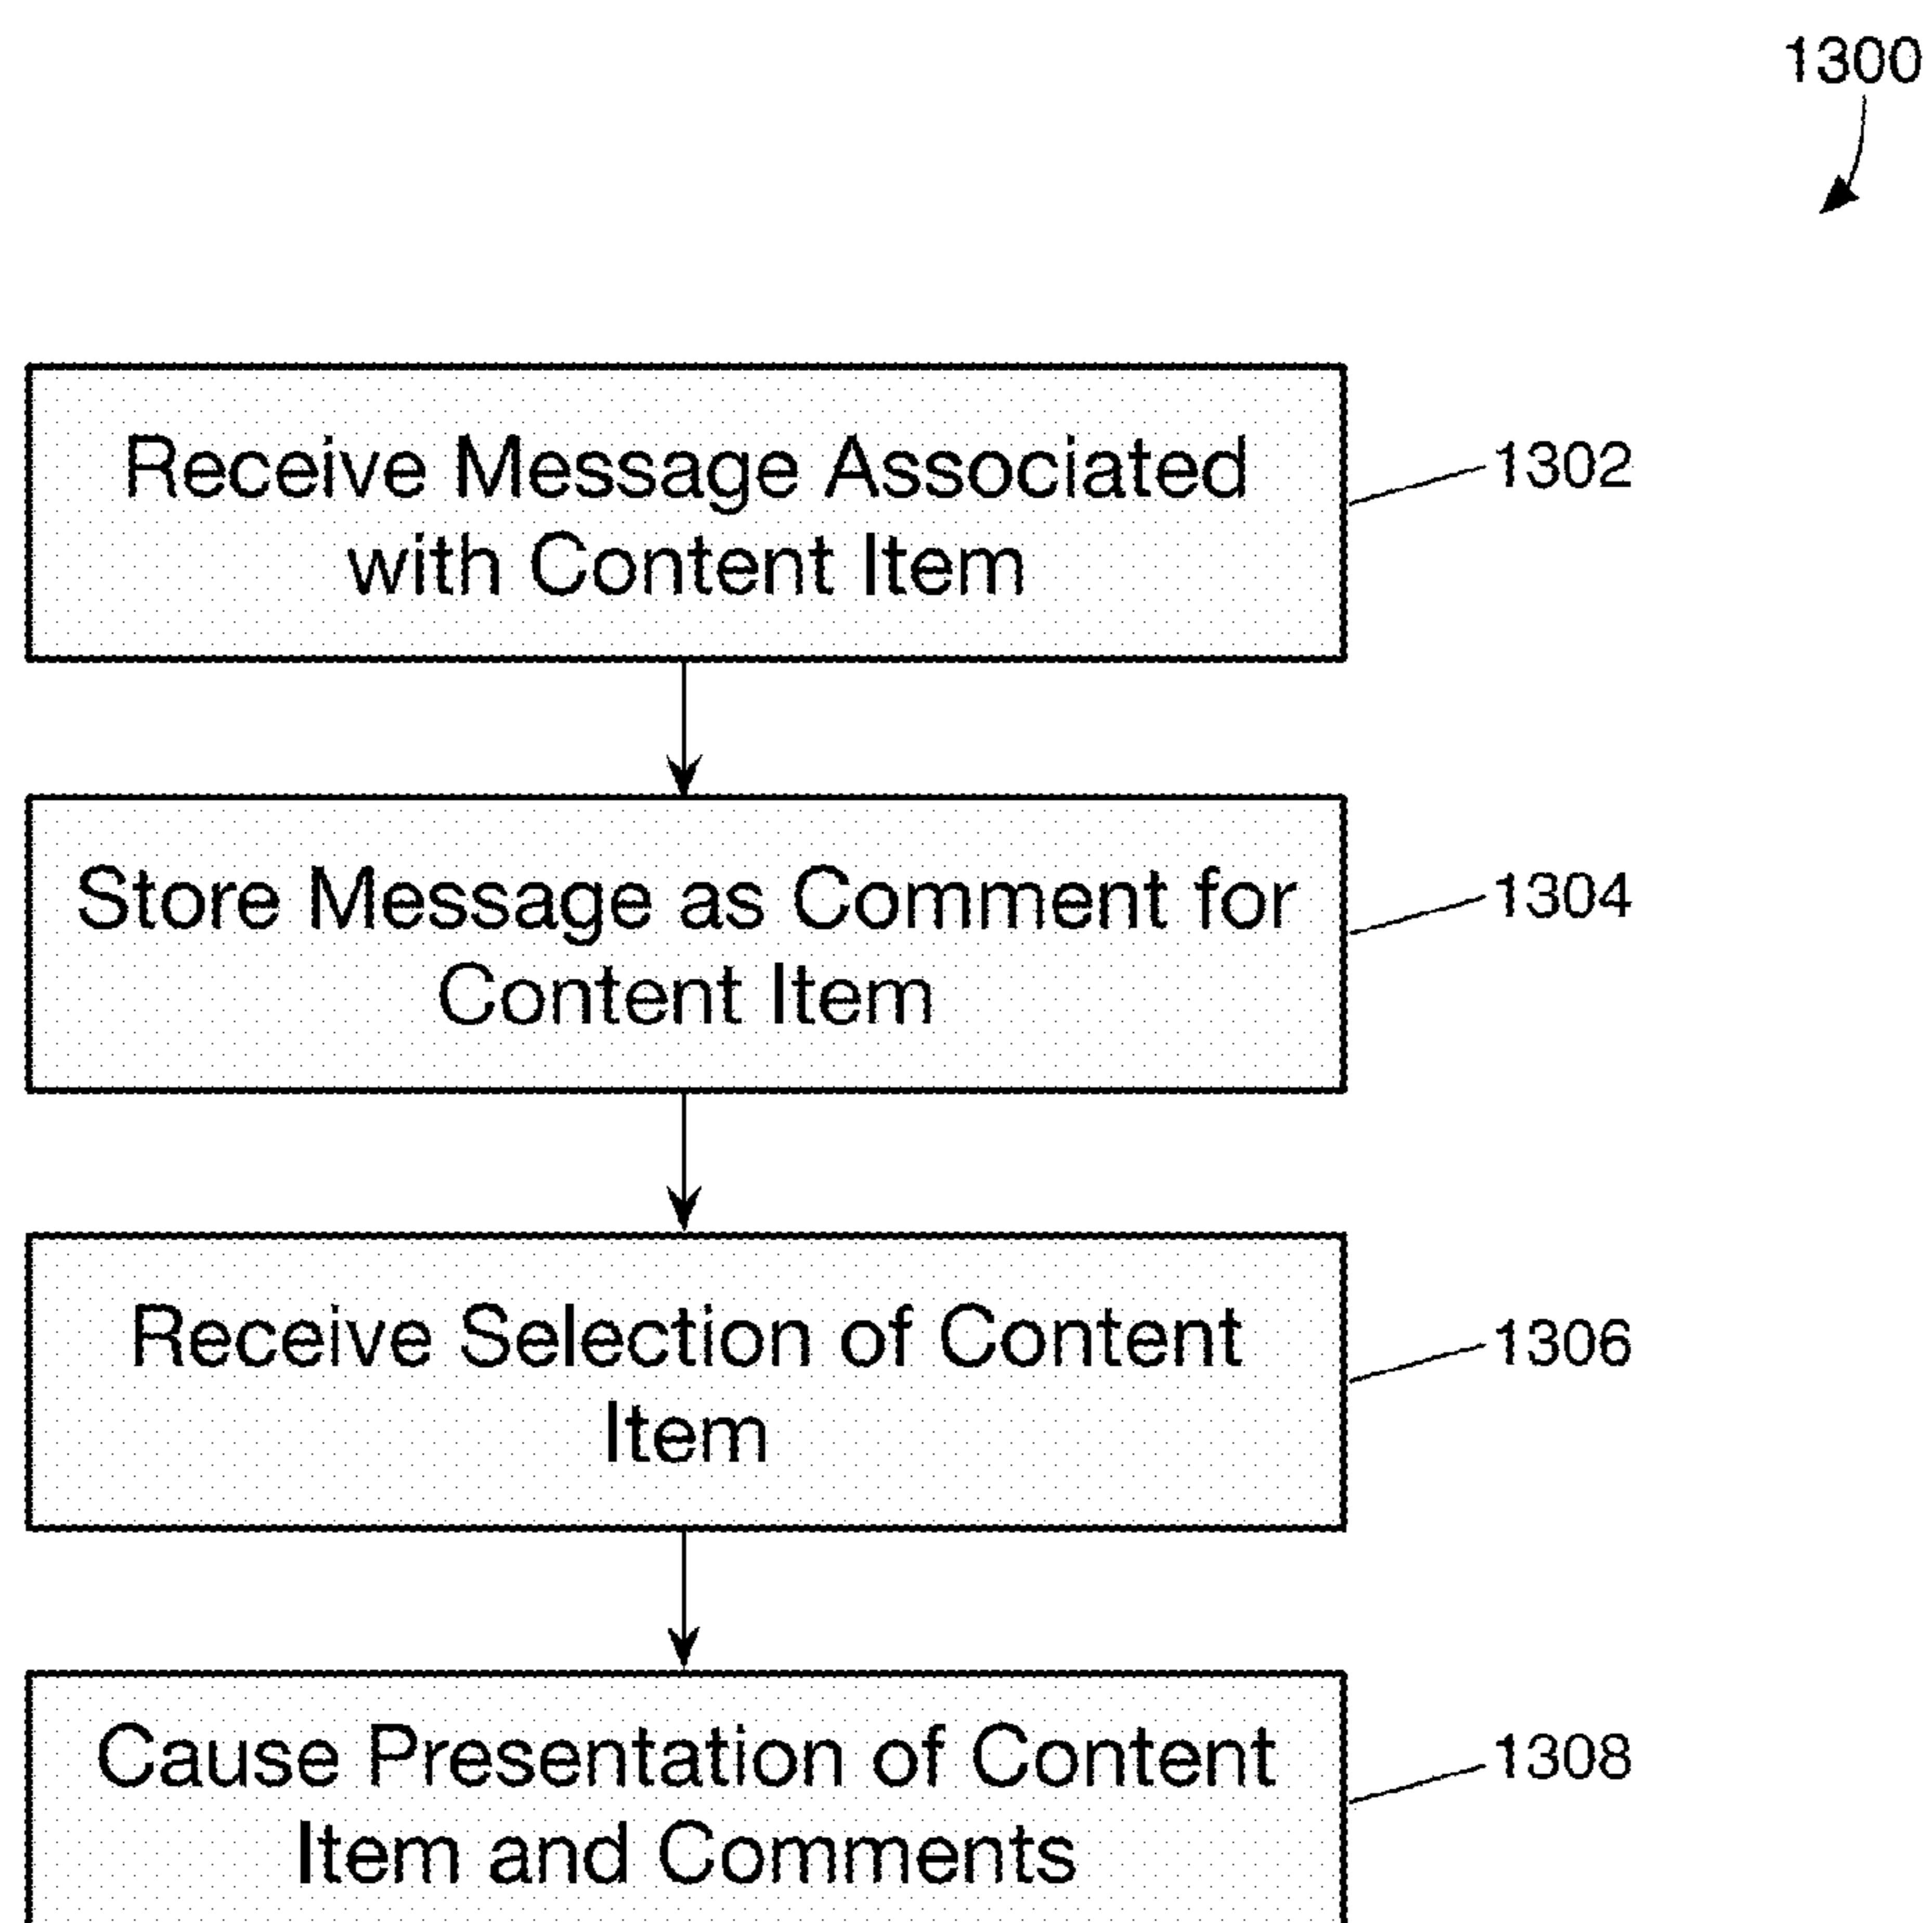 1300
Receive Message Associated
with Content Item
1302
Store Message as Comment for
Content Item
1304
Receive Selection of Content
Item
1306
Cause Presentation of Content
Item and Comments
1308